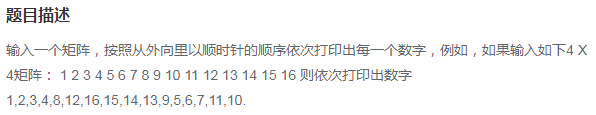 题目描述
输入一个矩阵，按照从外向里以顺时针的顺序依次打印出每一个数字，例如，如果输入如下4 X
4矩阵： 1 2 3 4 5 6 7 8 9 10 11 12 13 14 15 16 则依次打印出数字
1,2,3,4,8,12,16,15,14,13,9,5,6,7,11,10.